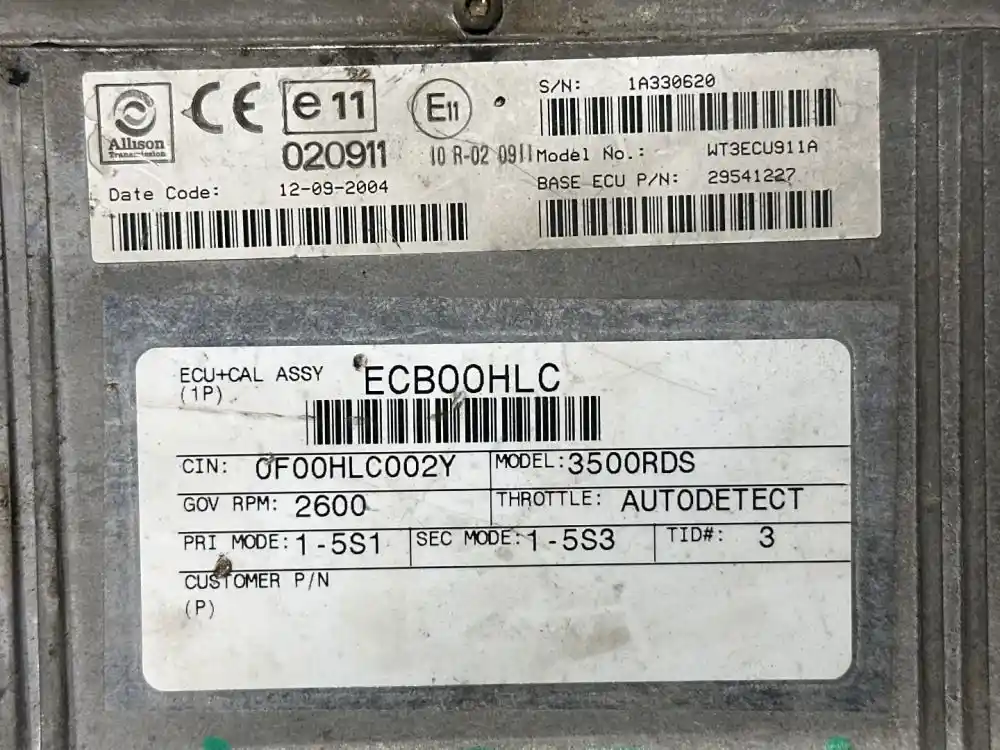 Allison
Transmission
CE
e11
020911
E11
10 R-02 0911
Date Code: 12-09-2004
S/N: 1A330620
Model No.: WT3ECU911A
BASE ECU P/N: 29541227
ECU+CAL ASSY ECB00HLC
(1P)
CIN: 0F00HLC002Y MODEL: 3500RDS
GOV RPM: 2600 THROTTLE: AUTODETECT
PRI MODE: 1-5S1 SEC MODE: 1-5S3 TID#: 3
CUSTOMER P/N
(P)